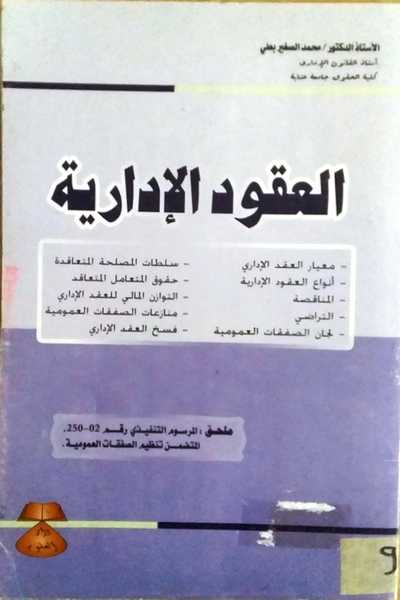 الأستاذ الدكتور/ محمد الصغير بعلي
أستاذ القانون الإداري
كلية الحقوق جامعة عنابة
العقود الإدارية
- معيار العقد الإداري
- أنواع العقود الإدارية
- المناقصة
- التراضي
- لجان الصفقات العمومية
- سلطات المصلحة المتعاقدة
- حقوق المتعامل المتعاقد
- التوازن المالي للعقد الإداري
- منازعات الصفقات العمومية
- فسخ العقد الإداري
ملحق : المرسوم التنفيذي رقم 02-250.
المتضمن تنظيم الصفقات العمومية.
دار
العلوم
9